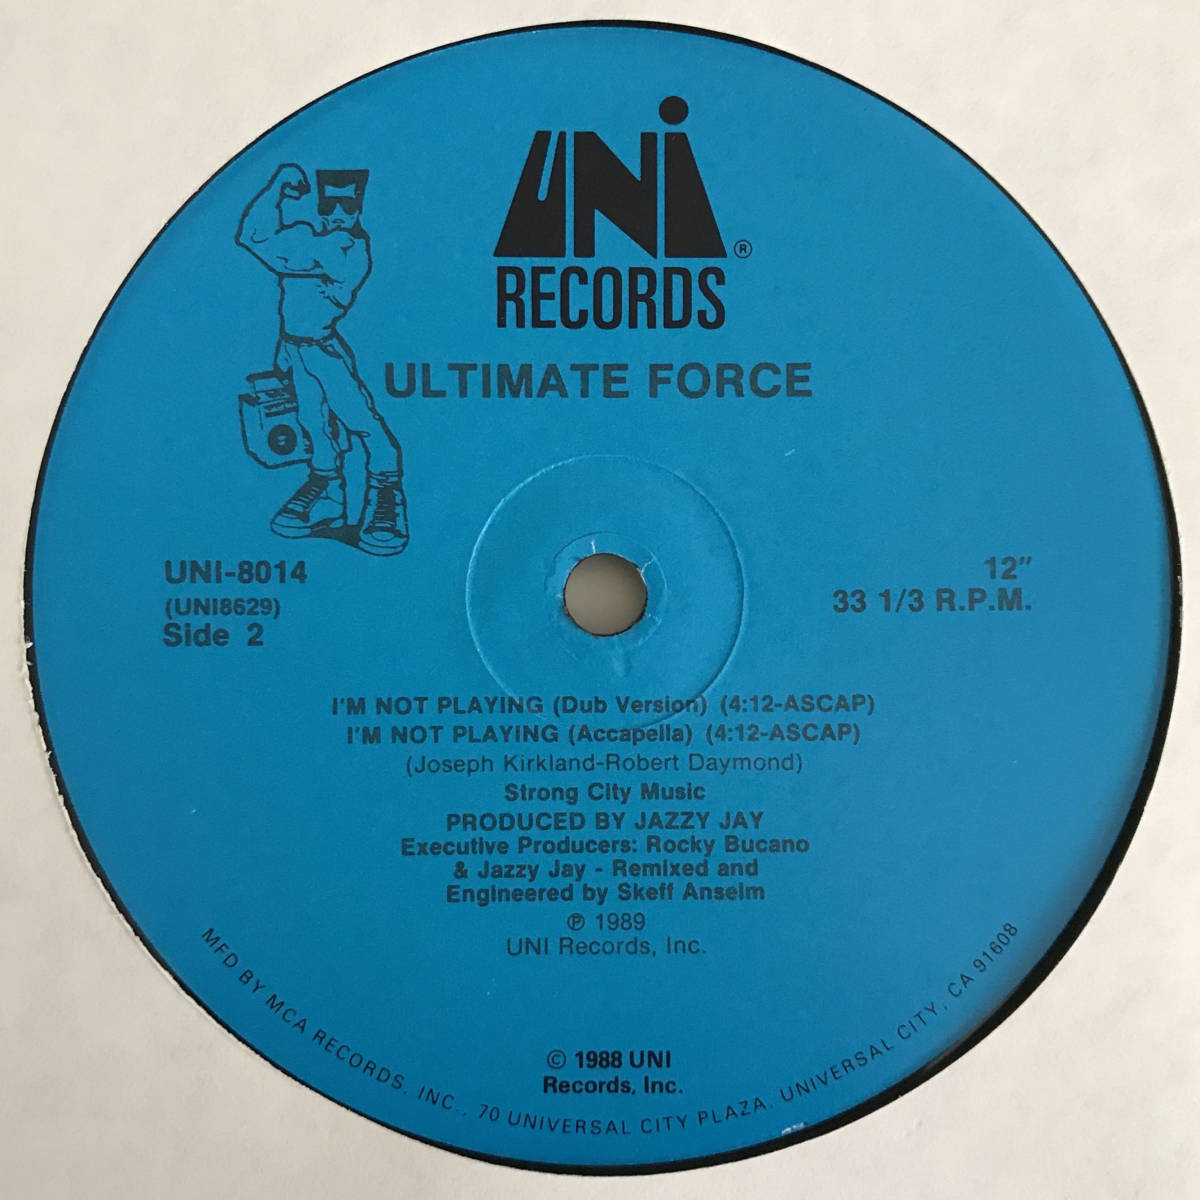 UNI ®
RECORDS
ULTIMATE FORCE
UNI-8014
(UNI8629)
Side 2
12"
33 1/3 R.P.M.
I'M NOT PLAYING (Dub Version) (4:12-ASCAP)
I'M NOT PLAYING (Accapella) (4:12-ASCAP)
(Joseph Kirkland-Robert Daymond)
Strong City Music
PRODUCED BY JAZZY JAY
Executive Producers: Rocky Bucano
& Jazzy Jay - Remixed and
Engineered by Skeff Anselm
℗ 1989
UNI Records, Inc.
© 1988 UNI
Records, Inc.
MFD BY MCA RECORDS, INC., 70 UNIVERSAL CITY PLAZA, UNIVERSAL CITY, CA 91608